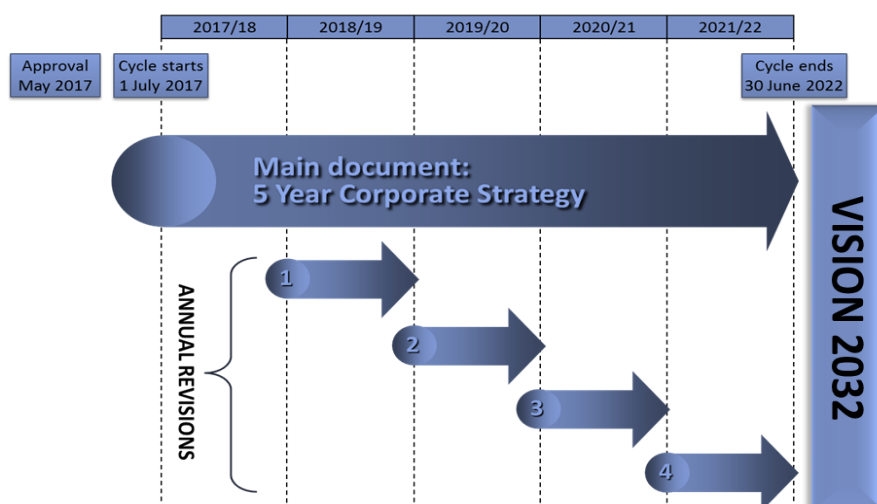 2017/18 2018/19 2019/20 2020/21 2021/22
Approval
May 2017
Cycle starts
1 July 2017
Cycle ends
30 June 2022
Main document:
5 Year Corporate Strategy
ANNUAL REVISIONS
1
2
3
4
VISION 2032